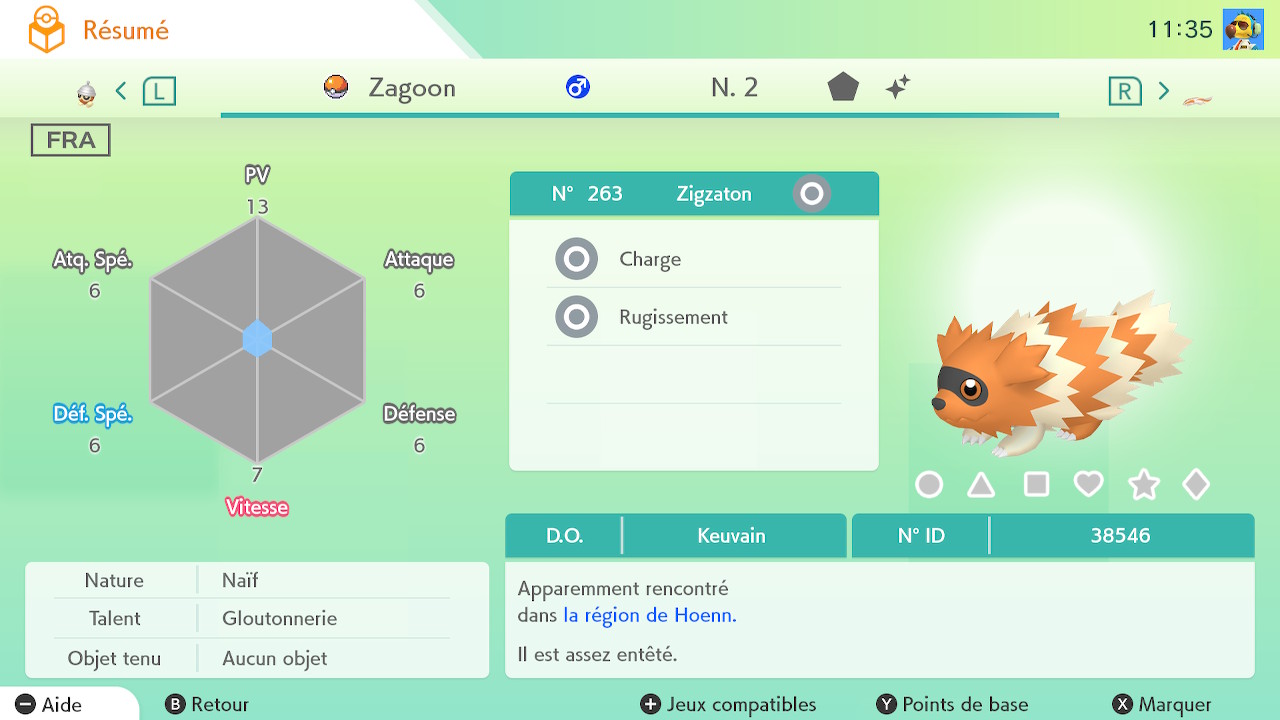 Résumé
11:35
L
Zagoon
N. 2
R
FRA
PV
13
Atq. Spé.
6
Attaque
6
Déf. Spé.
6
Défense
6
7
Vitesse
N° 263 Zigzaton
Charge
Rugissement
D.O. Keuvain
N° ID 38546
Nature Naïf
Talent Gloutonnerie
Objet tenu Aucun objet
Apparemment rencontré
dans la région de Hoenn.
Il est assez entêté.
Aide
B Retour
Jeux compatibles
Y Points de base
X Marquer